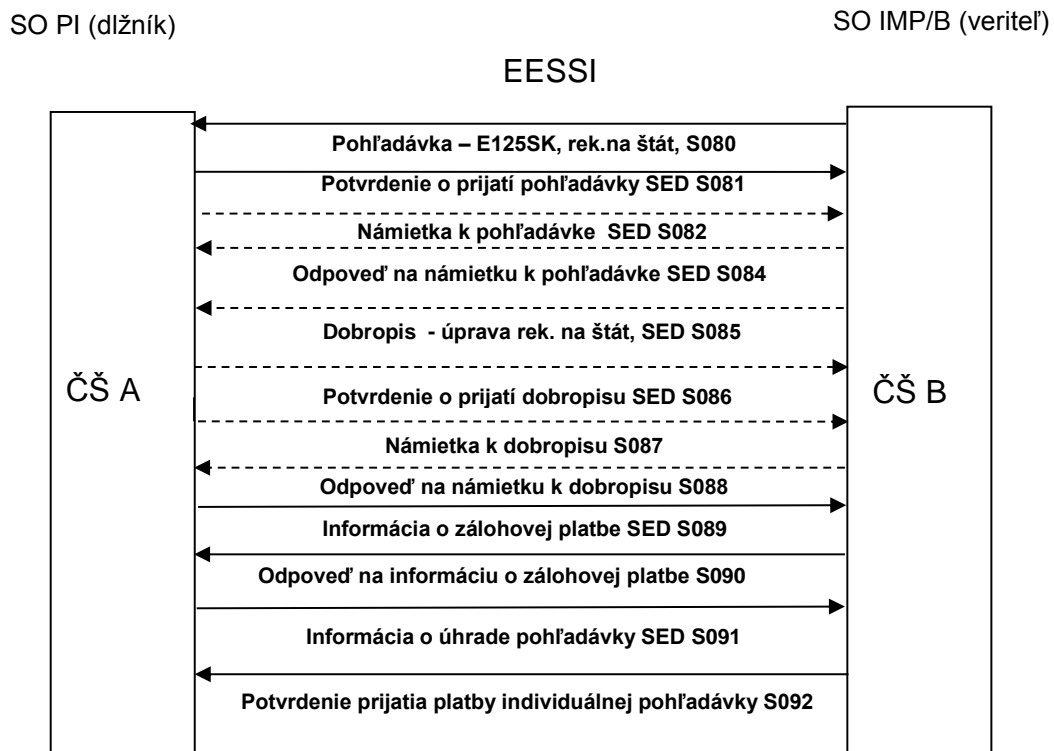 SO PI (dlžník)
SO IMP/B (veriteľ)
EESSI
Pohľadávka – E125SK, rek.na štát, S080
Potvrdenie o prijatí pohľadávky SED S081
Námietka k pohľadávke  SED S082
Odpoveď na námietku k pohľadávke SED S084
Dobropis  - úprava rek. na štát, SED S085
ČŠ A
ČŠ B
Potvrdenie o prijatí dobropisu SED S086
Námietka k dobropisu S087
Odpoveď na námietku k dobropisu S088
Informácia o zálohovej platbe SED S089
Odpoveď na informáciu o zálohovej platbe S090
Informácia o úhrade pohľadávky SED S091
Potvrdenie prijatia platby individuálnej pohľadávky S092